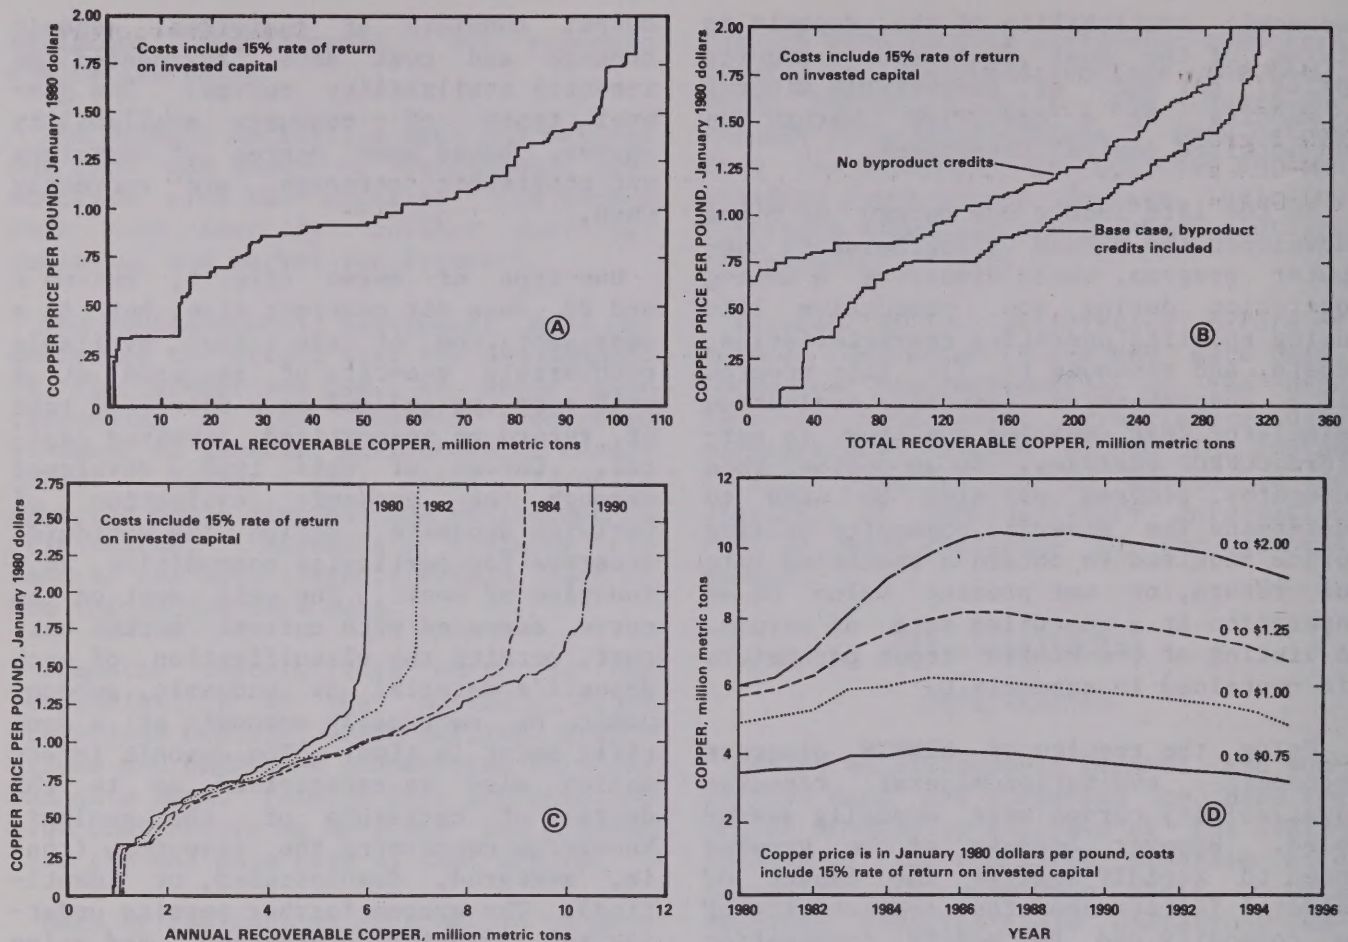 COPPER PRICE PER POUND, January 1980 dollars
2.00
1.75
1.50
1.25
1.00
.75
.50
.25
0
Costs include 15% rate of return
on invested capital
A
0 10 20 30 40 50 60 70 80 90 100 110
TOTAL RECOVERABLE COPPER, million metric tons
COPPER PRICE PER POUND, January 1980 dollars
2.00
1.75
1.50
1.25
1.00
.75
.50
.25
0
Costs include 15% rate of return
on invested capital
No byproduct credits
Base case, byproduct
credits included
B
0 40 80 120 160 200 240 280 320 360
TOTAL RECOVERABLE COPPER, million metric tons
COPPER PRICE PER POUND, January 1980 dollars
2.75
2.50
2.25
2.00
1.75
1.50
1.25
1.00
.75
.50
.25
0
Costs include 15% rate of return
on invested capital
1980 1982 1984 1990
C
0 2 4 6 8 10 12
ANNUAL RECOVERABLE COPPER, million metric tons
COPPER, million metric tons
12
10
8
6
4
2
0
0 to $2.00
0 to $1.25
0 to $1.00
0 to $0.75
D
Copper price is in January 1980 dollars per pound, costs
include 15% rate of return on invested capital
1980 1982 1984 1986 1988 1990 1992 1994 1996
YEAR